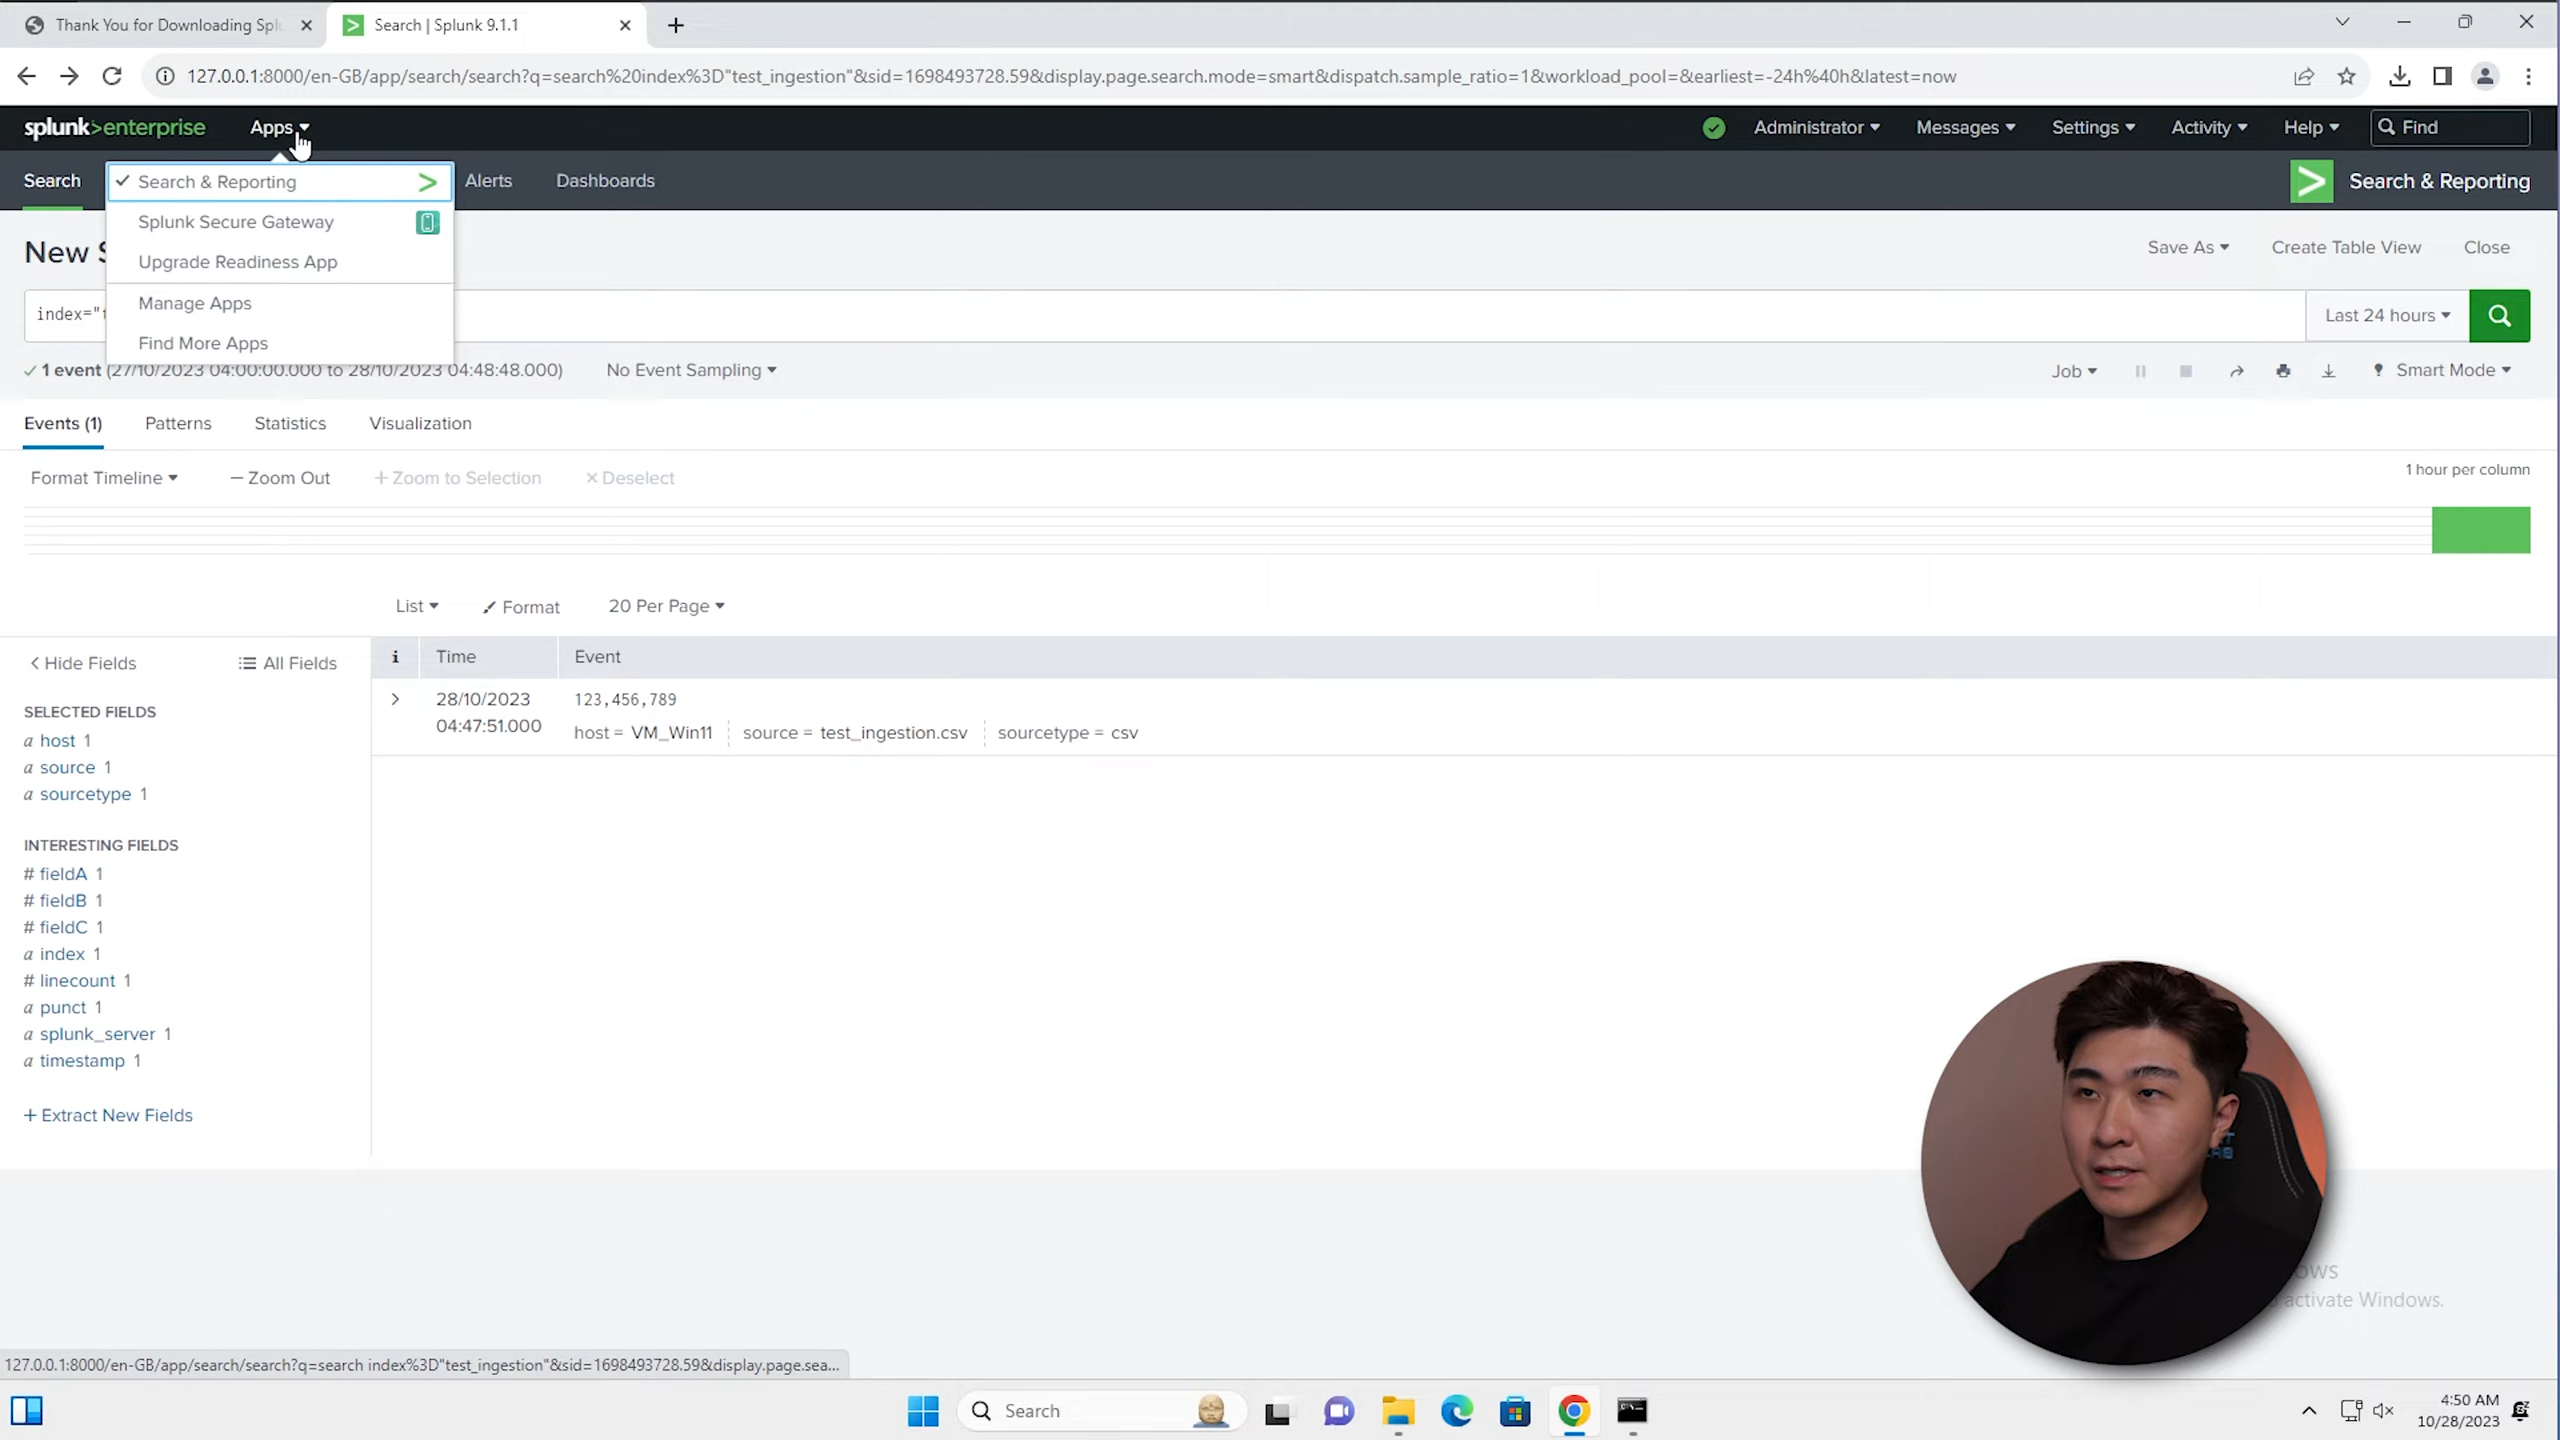 Thank You for Downloading Spl
Search | Splunk 9.1.1
127.0.0.1:8000/en-GB/app/search/search?q=search%20index%3D"test_ingestion"&sid=1698493728.59&display.page.search.mode=smart&dispatch.sample_ratio=1&workload_pool=&earliest=-24h%40h&latest=now
splunk>enterprise Apps Administrator Messages Settings Activity Help Find
Search Search & Reporting > Alerts Dashboards > Search & Reporting
Splunk Secure Gateway
Upgrade Readiness App
Manage Apps
Find More Apps
New S Save As Create Table View Close
index="t Last 24 hours
1 event (27/10/2023 04:00:00.000 to 28/10/2023 04:48:48.000) No Event Sampling Job Smart Mode
Events (1) Patterns Statistics Visualization
Format Timeline — Zoom Out + Zoom to Selection × Deselect 1 hour per column
List Format 20 Per Page
< Hide Fields All Fields i Time Event
SELECTED FIELDS
a host 1
a source 1
a sourcetype 1
INTERESTING FIELDS
# fieldA 1
# fieldB 1
# fieldC 1
a index 1
# linecount 1
a punct 1
a splunk_server 1
a timestamp 1
+ Extract New Fields
> 28/10/2023 123,456,789
04:47:51.000 host = VM_Win11 source = test_ingestion.csv sourcetype = csv
activate Windows.
127.0.0.1:8000/en-GB/app/search/search?q=search index%3D"test_ingestion"&sid=1698493728.59&display.page.sea...
Search
4:50 AM
10/28/2023